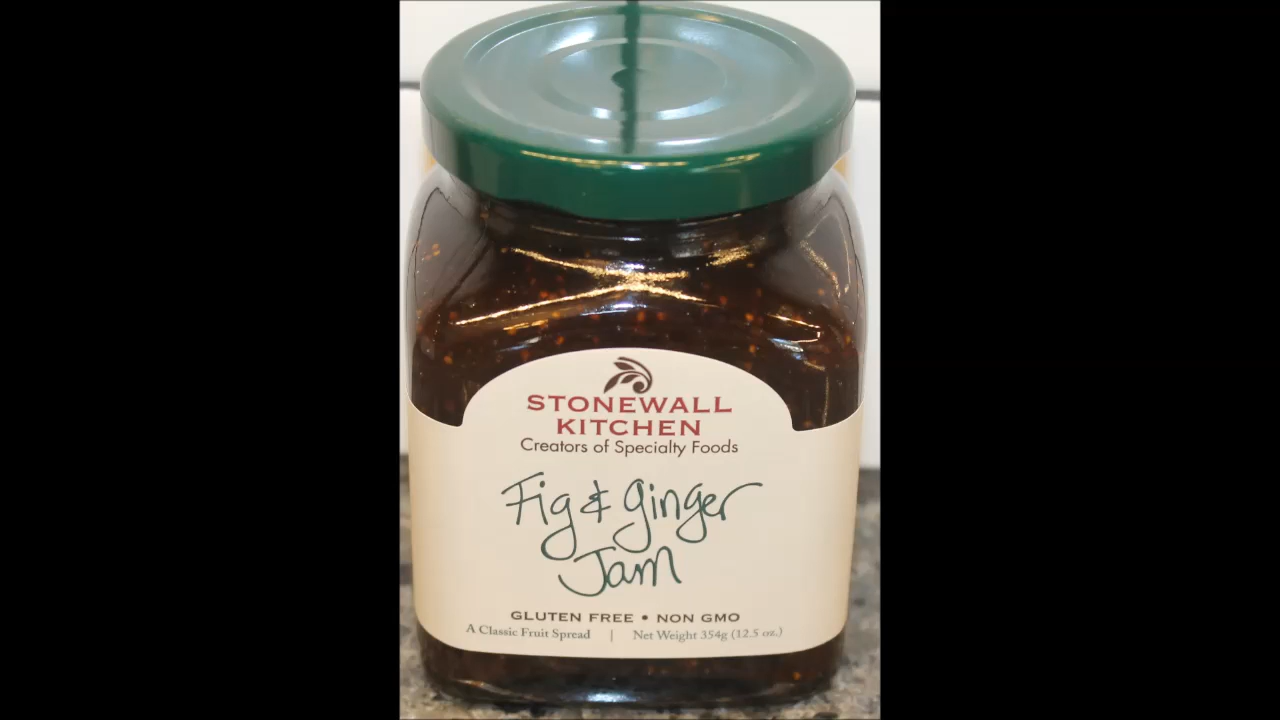 STONEWALL
KITCHEN
Creators of Specialty Foods
Fig & ginger
Jam
GLUTEN FREE • NON GMO
A Classic Fruit Spread | Net Weight 354g (12.5 oz.)